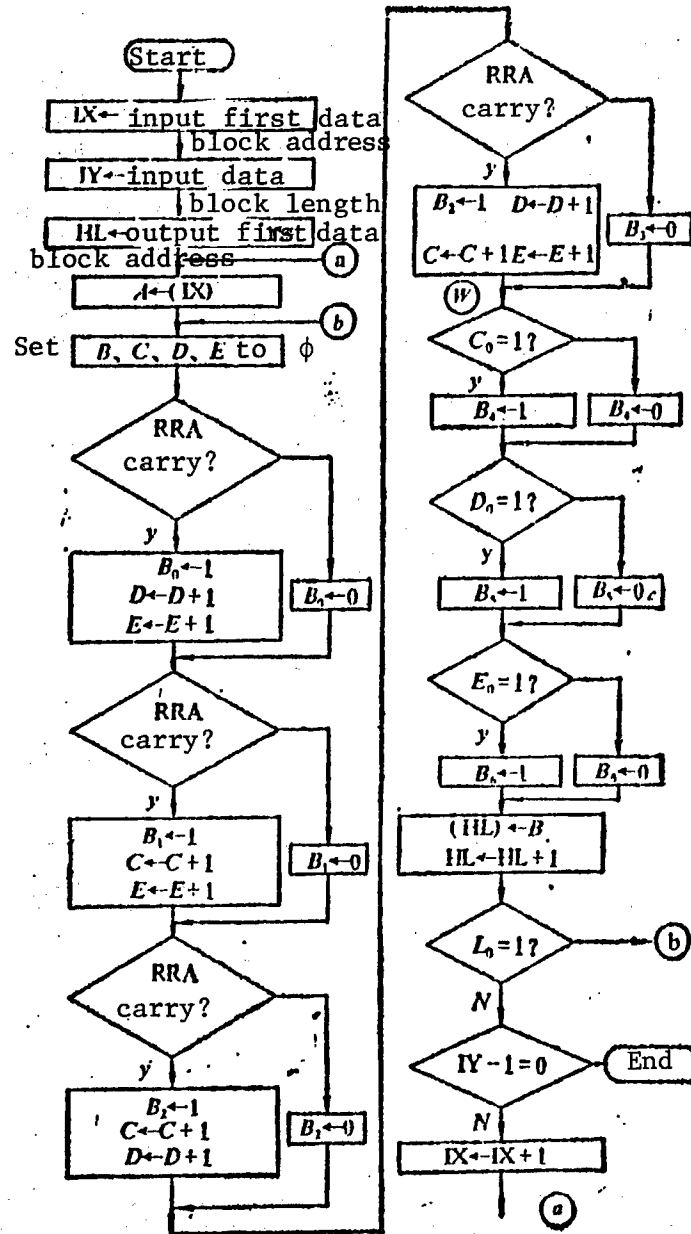 Start
IX← input first data
block address
IY←input data
block length
HL←output first data
block address
a
A←(IX)
b
Set B、C、D、E to ϕ
RRA
carry?
y
B₀←1
D←D+1
E←E+1
B₀←0
RRA
carry?
y
B₁←1
C←C+1
E←E+1
B₁←0
RRA
carry?
y
B₂←1
C←C+1
D←D+1
B₂←0
RRA
carry?
y
D←D+1
C←C+1 E←E+1
B₃←0
W
C₀=1?
y
B₄←1
B₄←0
D₀=1?
y
B₅←1
B₅←0
E₀=1?
y
B₆←1
(HL)←B
HL←HL+1
L₀=1?
b
N
IY-1=0
End
N
IX←IX+1
a